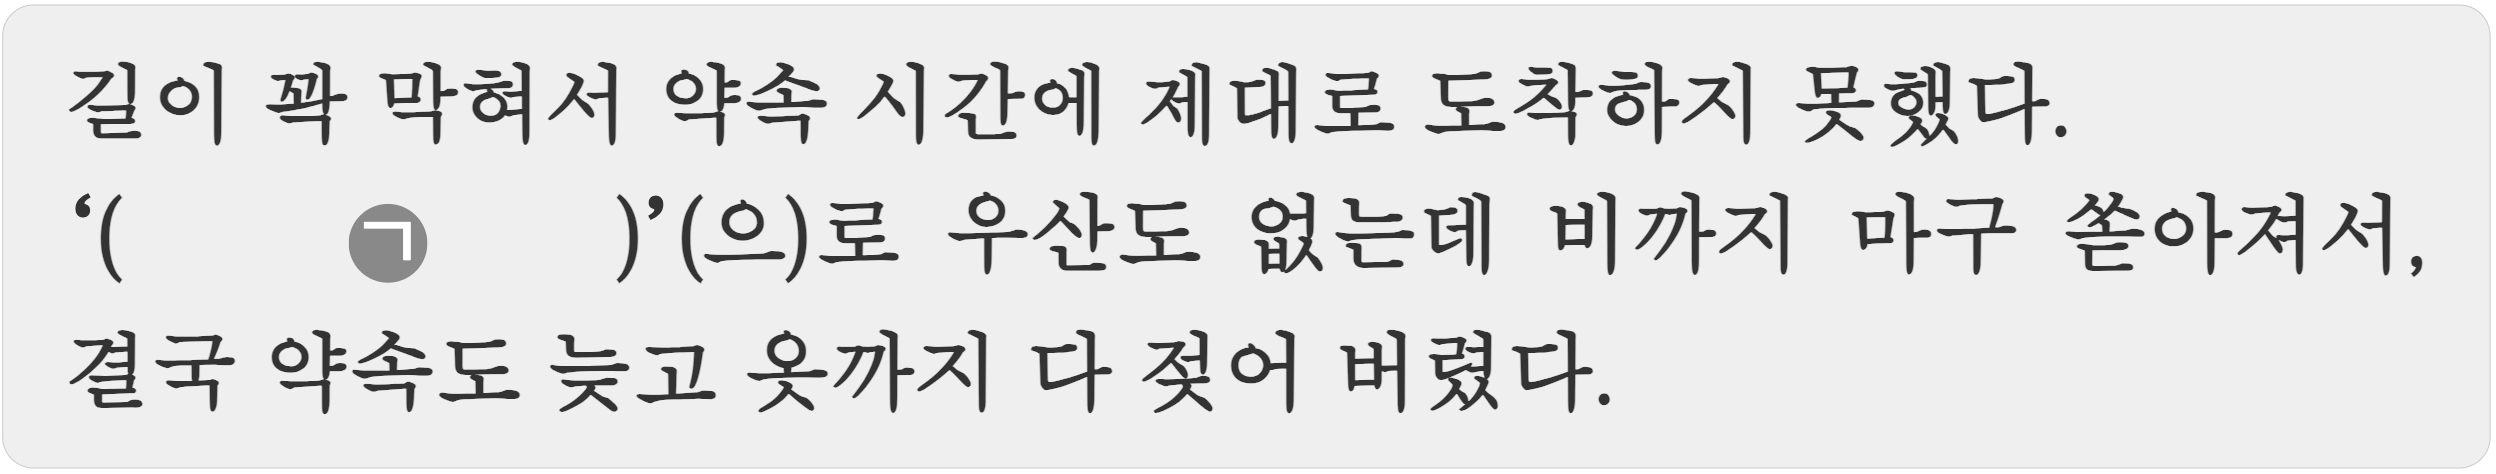 길이 꽉 막혀서 약속 시간에 제대로 도착하지 못했다.
‘( ㄱ )’(으)로 우산도 없는데 비까지 마구 쏟아져서,
결국 약속도 늦고 옷까지 다 젖어 버렸다.